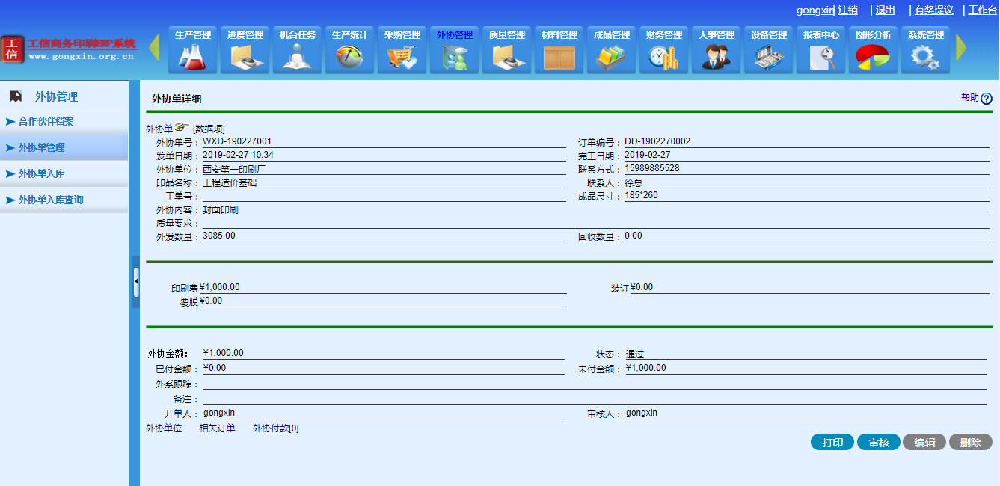 gongxin 注销 | 退出 | 有奖提议 | 工作台
工信
工信商务印刷ERP系统
www.gongxin.org.cn
生产管理 进度管理 机台任务 生产统计 采购管理 外协管理 质量管理 材料管理 成品管理 财务管理 人事管理 设备管理 报表中心 图形分析 系统管理
外协管理
合作伙伴档案
外协单管理
外协单入库
外协单入库查询
外协单详细
帮助
外协单 [数据项]
外协单号： WXD-190227001 订单编号： DD-1902270002
发单日期： 2019-02-27 10:34 完工日期： 2019-02-27
外协单位： 西安第一印刷厂 联系方式： 15989885528
印品名称： 工程造价基础 联系人： 徐总
工单号： 成品尺寸： 185*260
外协内容： 封面印刷
质量要求：
外发数量： 3085.00 回收数量： 0.00
印刷费 ¥1,000.00 装订 ¥0.00
覆膜 ¥0.00
外协金额： ¥1,000.00 状态： 通过
已付金额： ¥0.00 未付金额： ¥1,000.00
外系跟踪：
备注：
开单人： gongxin 审核人： gongxin
外协单位 相关订单 外协付款[0]
打印 审核 编辑 删除